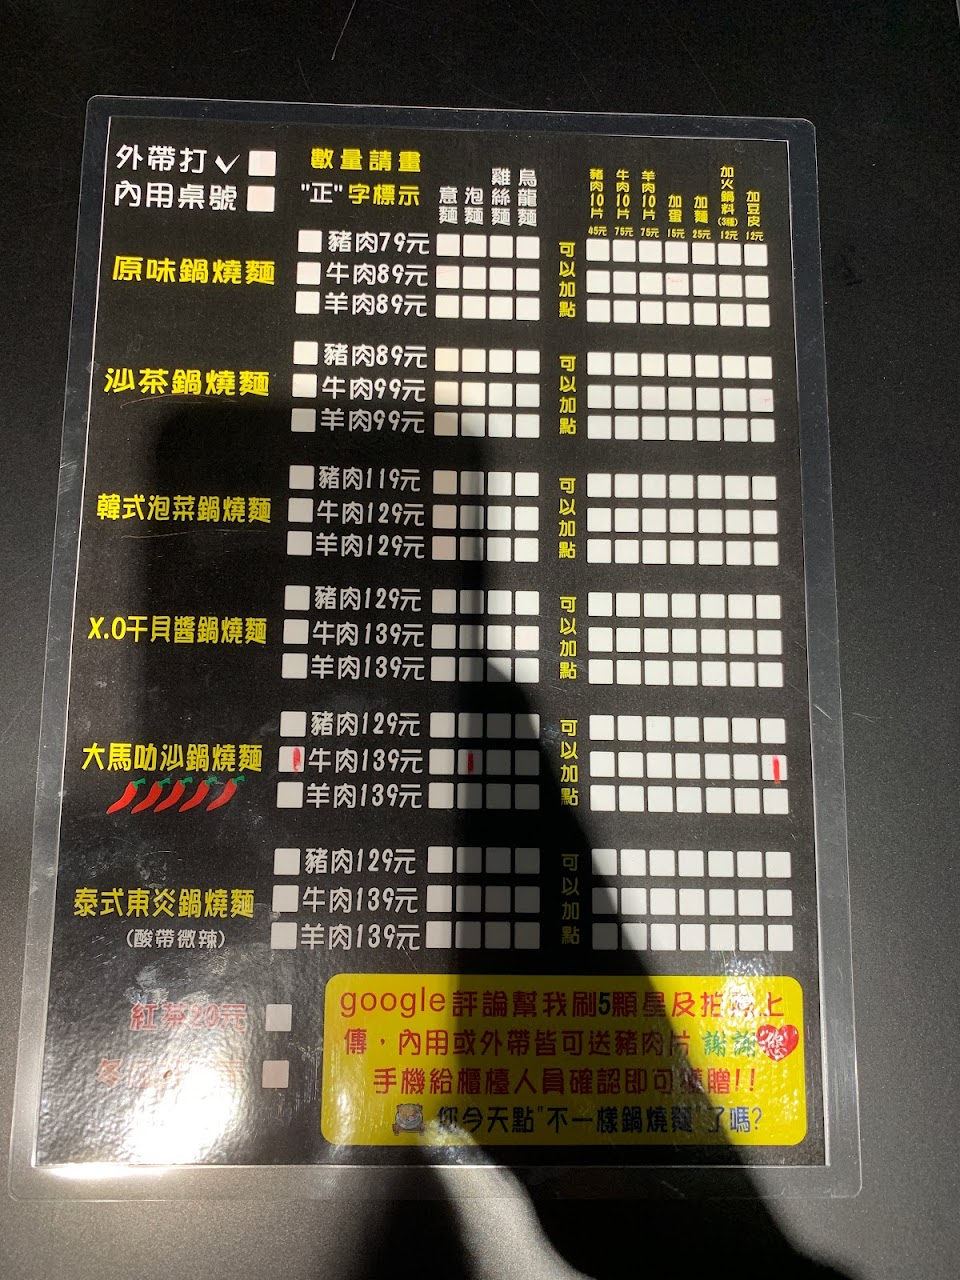 外帶打✓
內用桌號
數量請畫
"正"字標示
意麵 泡麵 雞絲麵 烏龍麵
豬肉10片 牛肉10片 羊肉10片 加蛋 加麵 加火鍋料(3種) 加豆皮
45元 75元 75元 15元 25元 12元 12元
原味鍋燒麵
豬肉79元
牛肉89元
羊肉89元
可以加點
沙茶鍋燒麵
豬肉89元
牛肉99元
羊肉99元
可以加點
韓式泡菜鍋燒麵
豬肉119元
牛肉129元
羊肉129元
可以加點
X.O干貝醬鍋燒麵
豬肉129元
牛肉139元
羊肉139元
可以加點
大馬叻沙鍋燒麵
豬肉129元
牛肉139元
羊肉139元
可以加點
泰式東炎鍋燒麵
(酸帶微辣)
豬肉129元
牛肉139元
羊肉139元
可以加點
紅茶20元
冬
google評論幫我刷5顆星及拍照上
傳，內用或外帶皆可送豬肉片 謝謝您
手機給櫃檯人員確認即可獲贈!!
您今天點"不一樣鍋燒麵"了嗎?